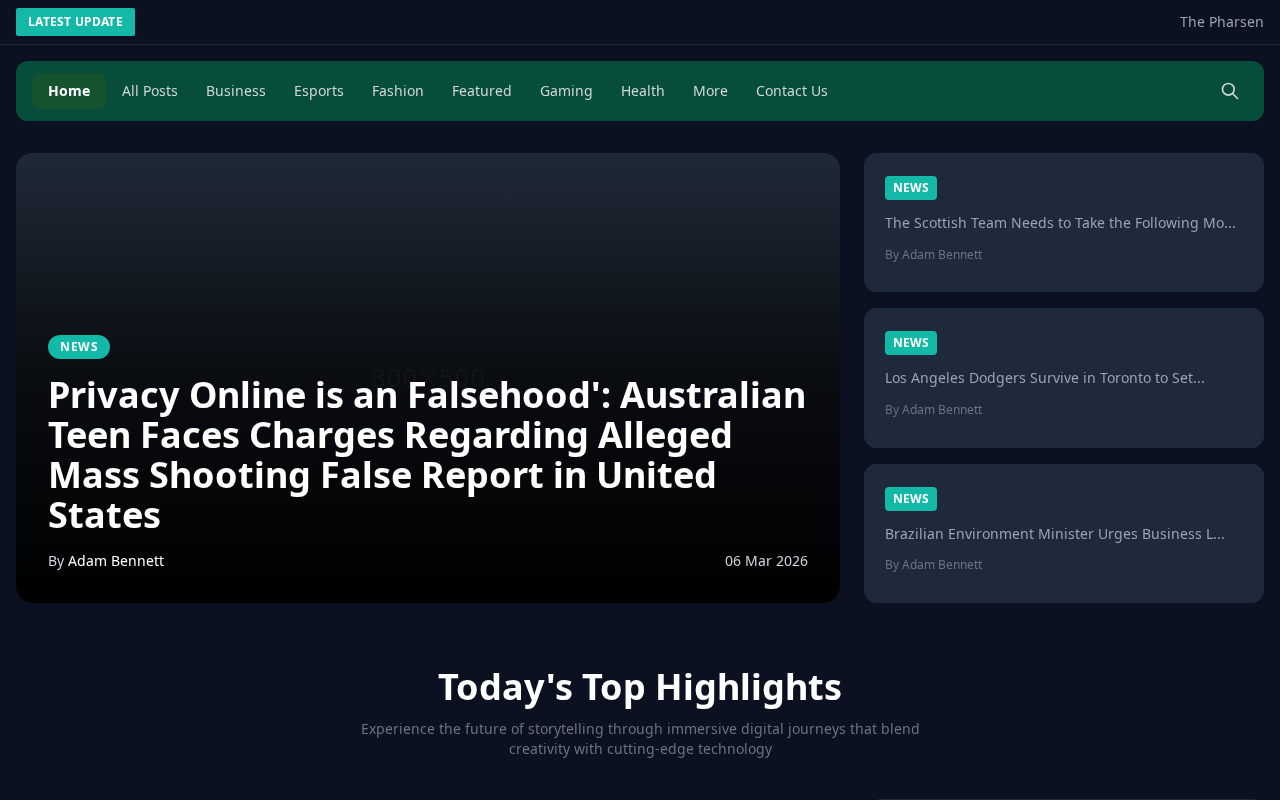 LATEST UPDATE
The Pharsen
Home
All Posts
Business
Esports
Fashion
Featured
Gaming
Health
More
Contact Us
800×500
NEWS
Privacy Online is an Falsehood': Australian
Teen Faces Charges Regarding Alleged
Mass Shooting False Report in United
States
By Adam Bennett
06 Mar 2026
NEWS
The Scottish Team Needs to Take the Following Mo...
By Adam Bennett
NEWS
Los Angeles Dodgers Survive in Toronto to Set...
By Adam Bennett
NEWS
Brazilian Environment Minister Urges Business L...
By Adam Bennett
Today's Top Highlights
Experience the future of storytelling through immersive digital journeys that blend
creativity with cutting-edge technology